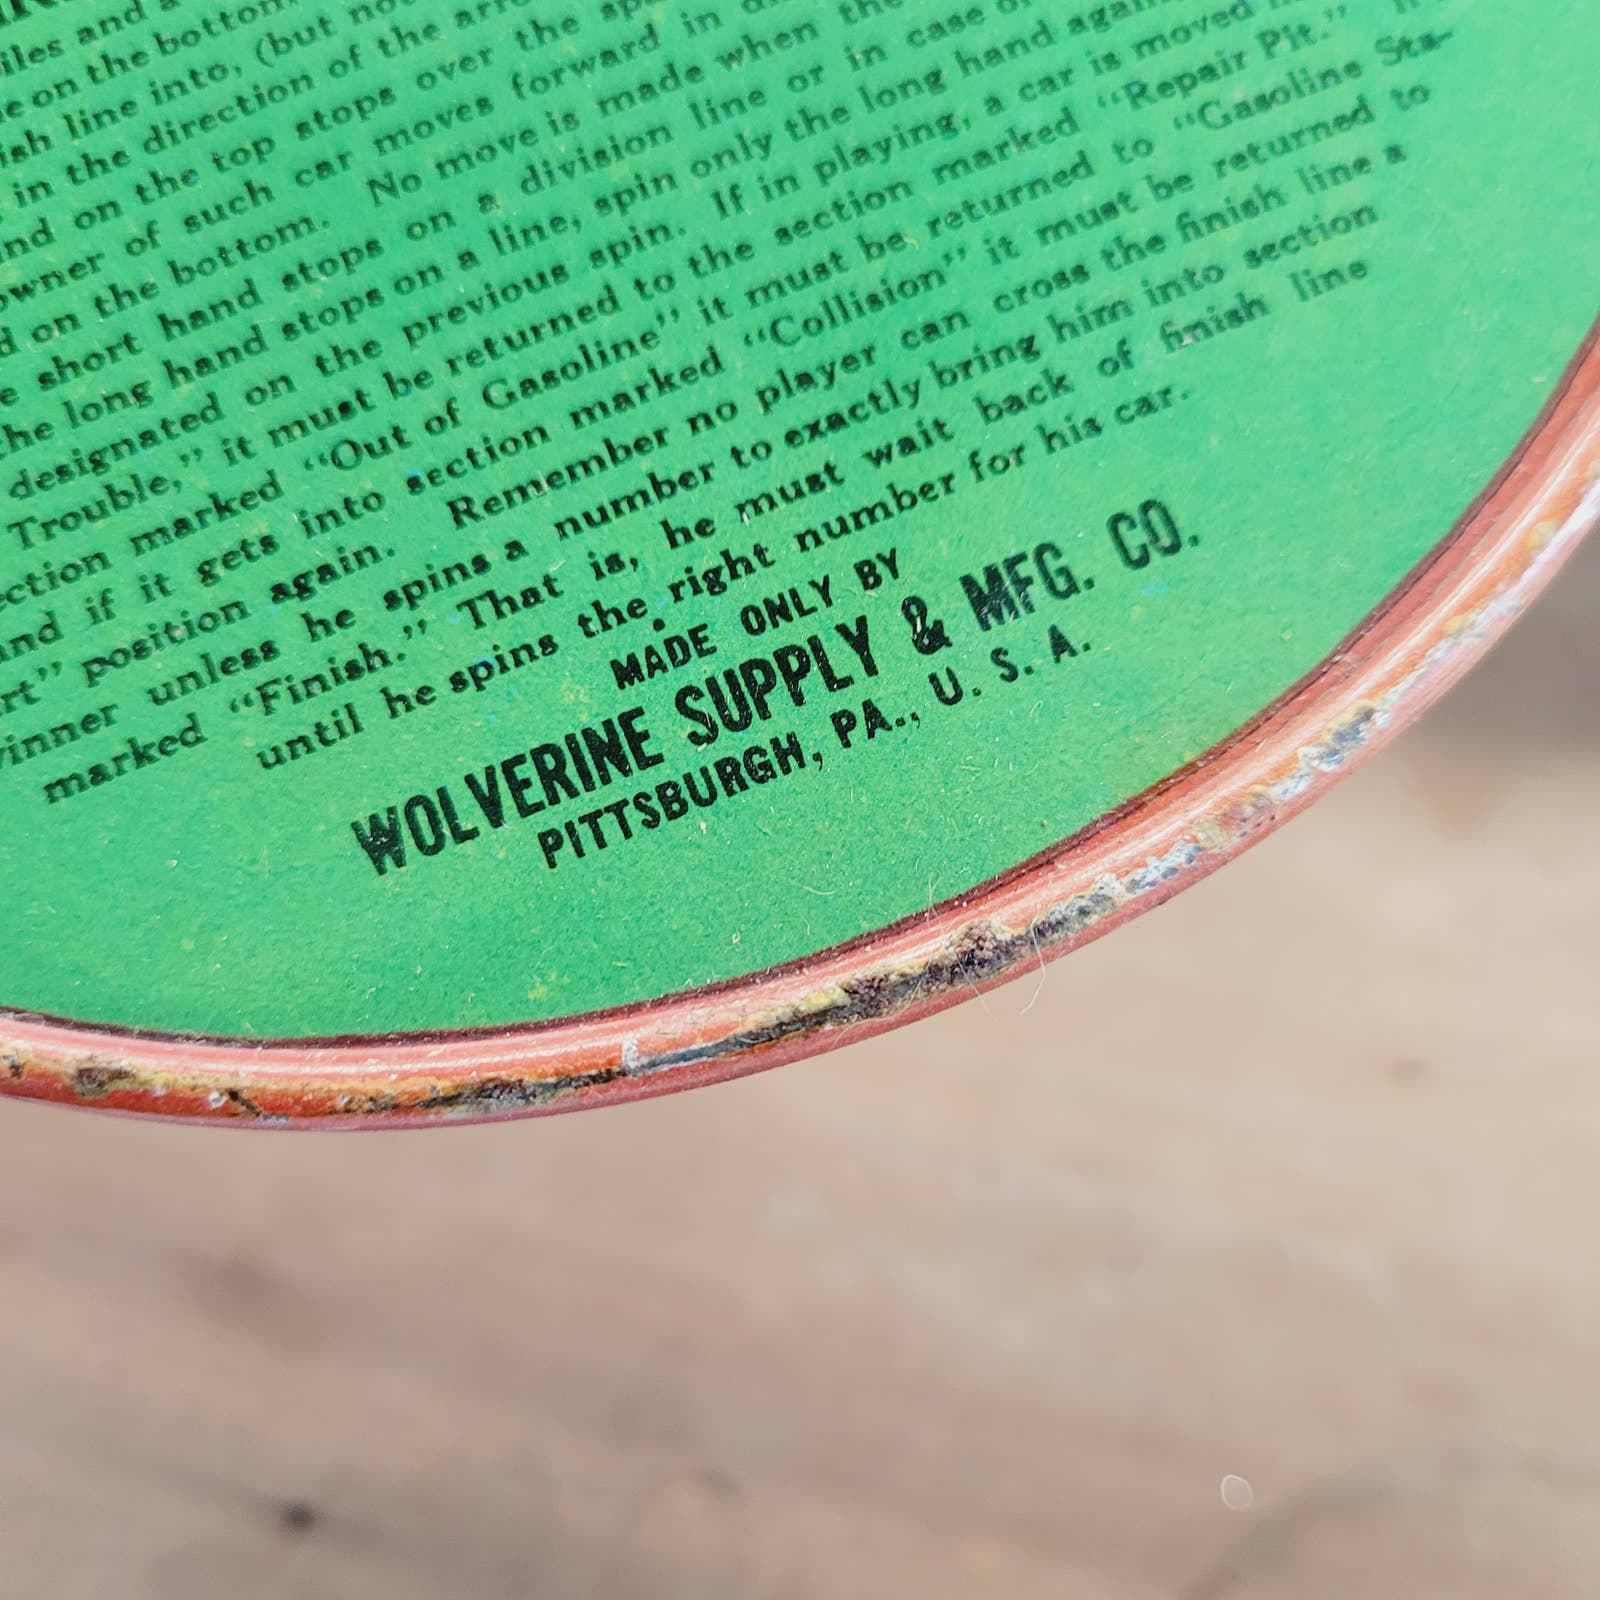 iles and a
e on the bottom
ish line into, (but not
in the direction of the arro
nd on the top stops over the sp
owner of such car moves forward in di
d on the bottom. No move is made when the
e short hand stops on a division line or in case o
he long hand stops on a line, spin only the long hand again
designated on the previous spin. If in playing, a car is moved
Trouble," it must be returned to the section marked "Repair Pit." If
ection marked "Out of Gasoline" it must be returned to "Gasoline Sta-
and if it gets into section marked "Collision" it must be returned to
rt" position again. Remember no player can cross the finish line a
inner unless he spins a number to exactly bring him into section
marked "Finish." That is, he must wait back of finish line
until he spins the right number for his car.
MADE ONLY BY
WOLVERINE SUPPLY & MFG. CO.
PITTSBURGH, PA., U. S. A.